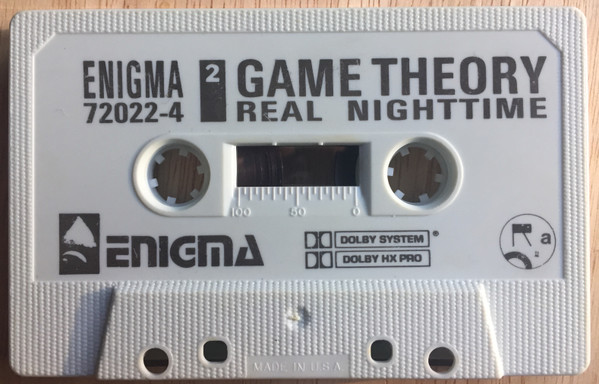 ENIGMA 2 GAME THEORY
72022-4 REAL NIGHTTIME
100 50 0
ENIGMA
DOLBY SYSTEM®
DOLBY HX PRO
R a
2
MADE IN U.S.A.